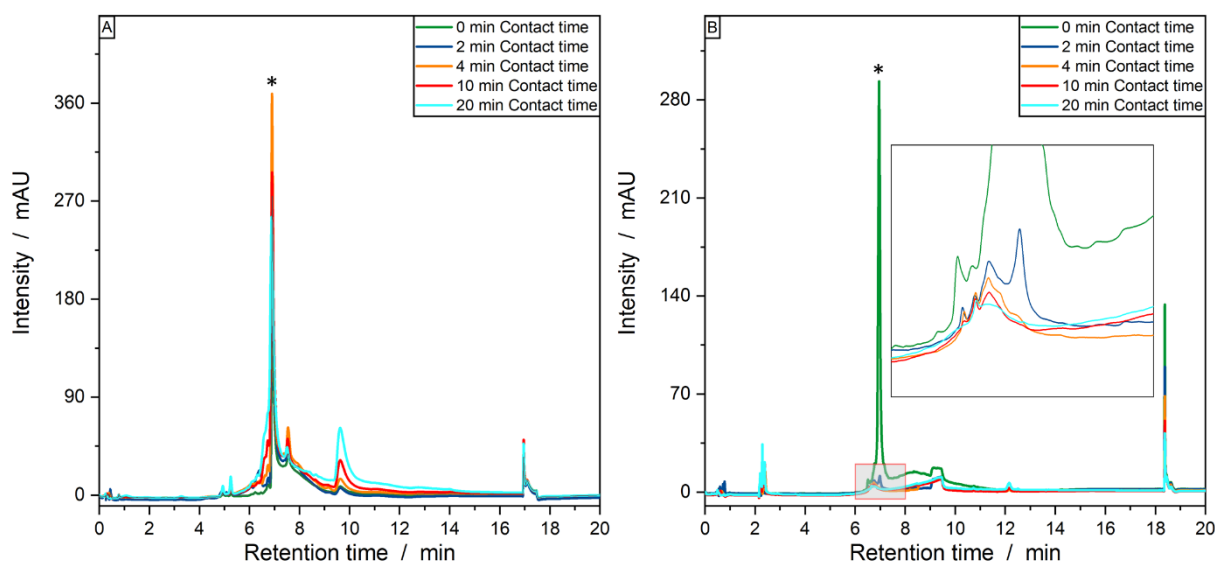 A
0 min Contact time
2 min Contact time
4 min Contact time
10 min Contact time
20 min Contact time
*
360
270
180
90
0
Intensity / mAU
0 2 4 6 8 10 12 14 16 18 20
Retention time / min
B
0 min Contact time
2 min Contact time
4 min Contact time
10 min Contact time
20 min Contact time
*
280
210
140
70
0
Intensity / mAU
0 2 4 6 8 10 12 14 16 18 20
Retention time / min